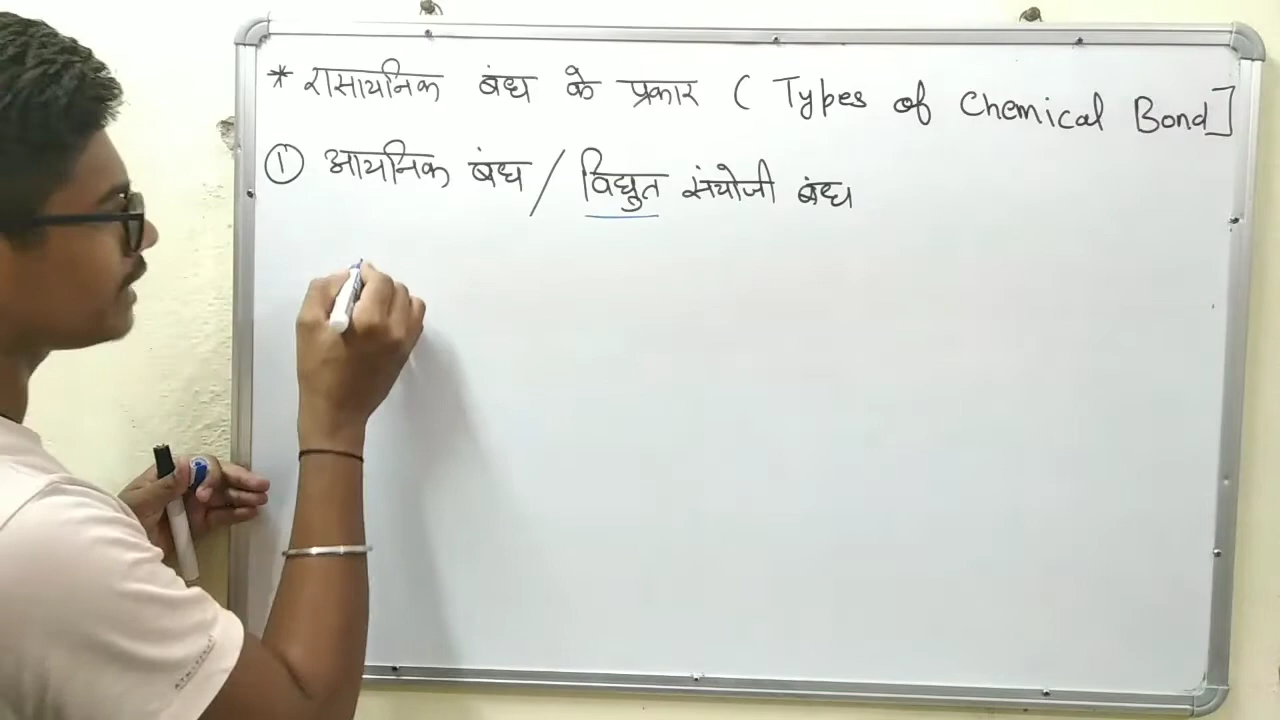 * रासायनिक बंध के प्रकार ( Types of Chemical Bond ]
① आयनिक बंध / विद्युत संयोजी बंध